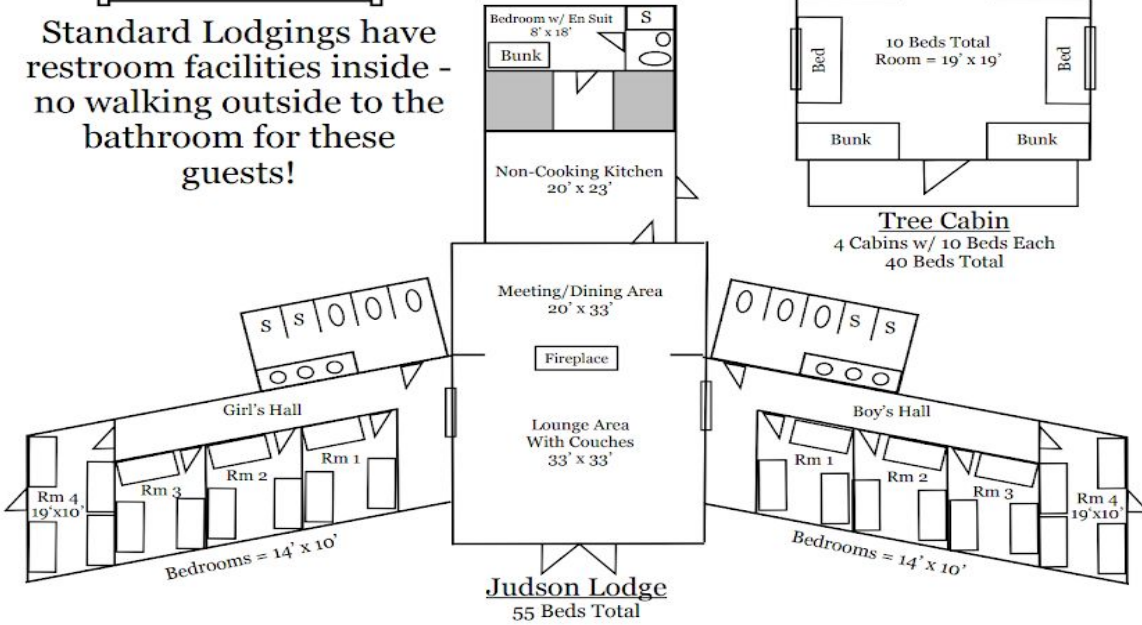 Standard Lodgings have
restroom facilities inside -
no walking outside to the
bathroom for these
guests!
Bedroom w/ En Suit
8' x 18'
S
Bunk
Non-Cooking Kitchen
20' x 23'
Bed
10 Beds Total
Room = 19' x 19'
Bed
Bunk
Bunk
Tree Cabin
4 Cabins w/ 10 Beds Each
40 Beds Total
Meeting/Dining Area
20' x 33'
Fireplace
Lounge Area
With Couches
33' x 33'
S
S
Girl's Hall
Rm 1
Rm 2
Rm 3
Rm 4
19'x10'
Bedrooms = 14' x 10'
S
S
Boy's Hall
Rm 1
Rm 2
Rm 3
Rm 4
19'x10'
Bedrooms = 14' x 10'
Judson Lodge
55 Beds Total